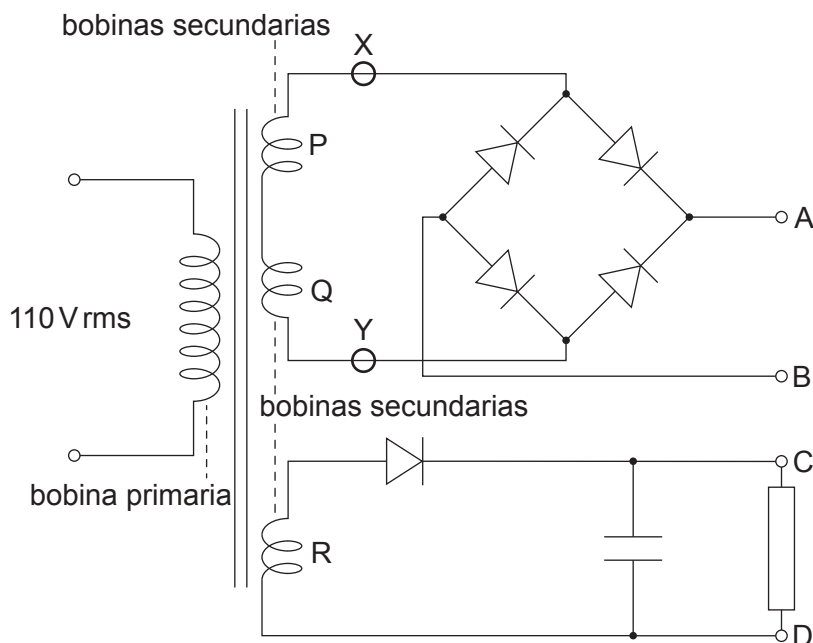 bobinas secundarias
X
P
A
Q
110 V rms
Y
B
bobinas secundarias
C
bobina primaria
R
D